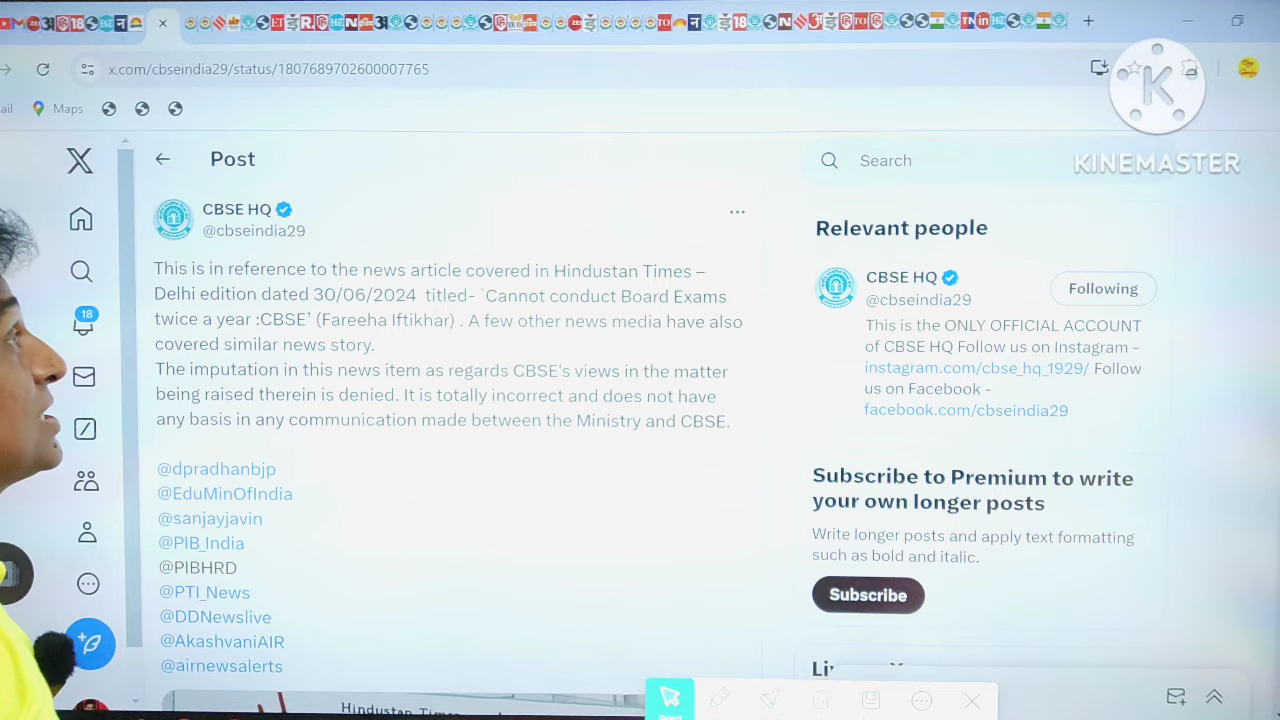 x.com/cbseindia29/status/1807689702600007765
ail Maps
KINEMASTER
Post
Search
CBSE HQ
@cbseindia29
This is in reference to the news article covered in Hindustan Times –
Delhi edition dated 30/06/2024 titled- `Cannot conduct Board Exams
twice a year :CBSE’ (Fareeha Iftikhar) . A few other news media have also
covered similar news story.
The imputation in this news item as regards CBSE's views in the matter
being raised therein is denied. It is totally incorrect and does not have
any basis in any communication made between the Ministry and CBSE.
@dpradhanbjp
@EduMinOfIndia
@sanjayjavin
@PIB_India
@PIBHRD
@PTI_News
@DDNewslive
@AkashvaniAIR
@airnewsalerts
18
Relevant people
CBSE HQ
@cbseindia29
Following
This is the ONLY OFFICIAL ACCOUNT
of CBSE HQ Follow us on Instagram -
instagram.com/cbse_hq_1929/ Follow
us on Facebook -
facebook.com/cbseindia29
Subscribe to Premium to write
your own longer posts
Write longer posts and apply text formatting
such as bold and italic.
Subscribe
Hindustan Times